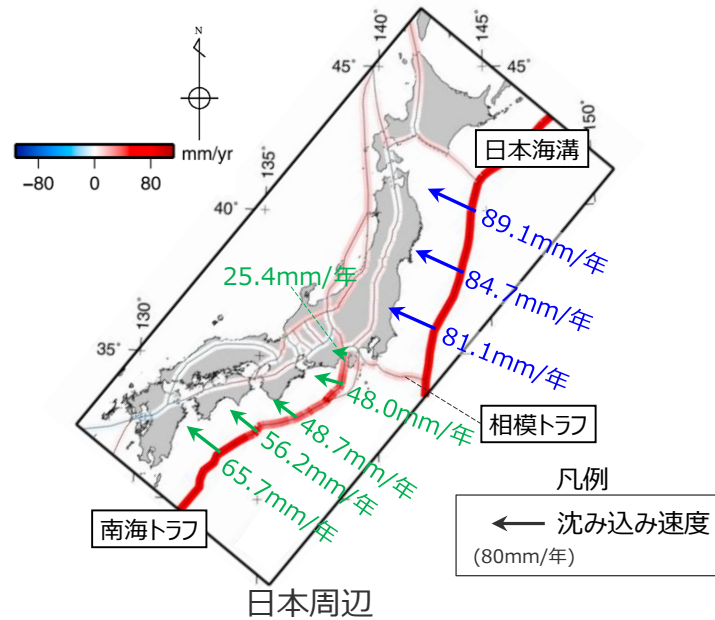 N
140
145
45°
45°
150
日本海溝
mm/yr
−80
0
80
135
40°
89.1mm/年
25.4mm/年
84.7mm/年
130
81.1mm/年
35°
48.0mm/年
相模トラフ
48.7mm/年
56.2mm/年
65.7mm/年
凡例
沈み込み速度
(80mm/年)
南海トラフ
日本周辺